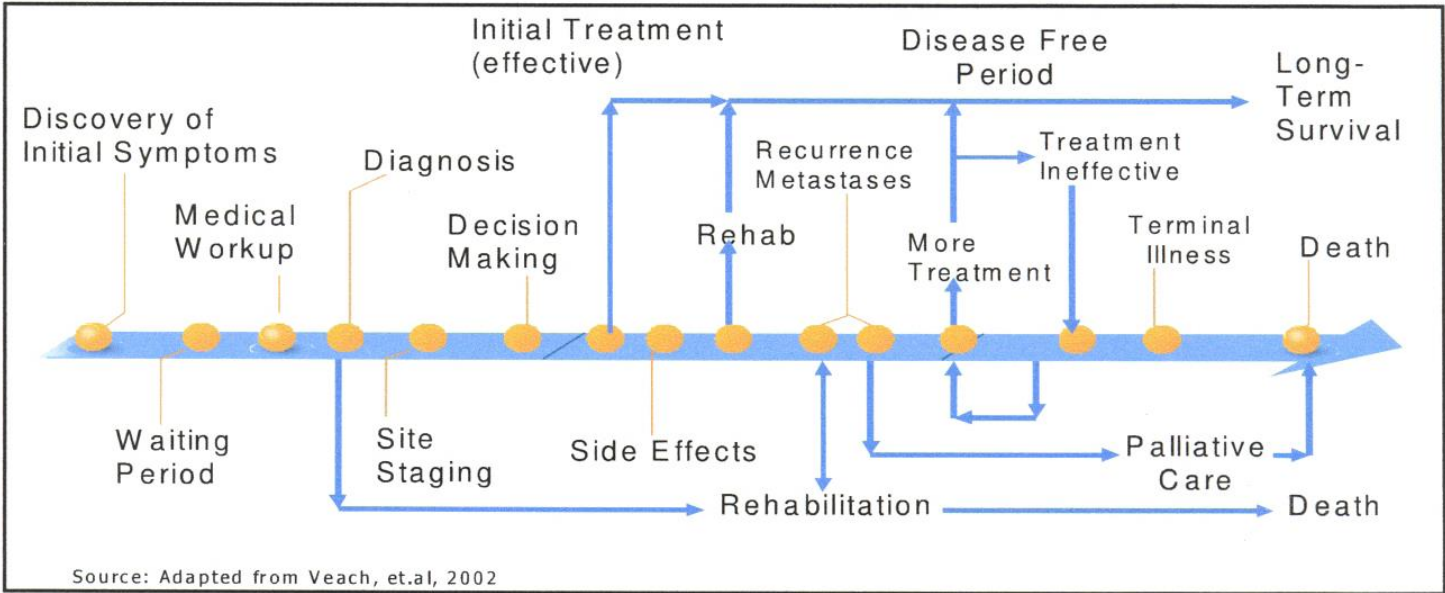 Initial Treatment
(effective)
Disease Free
Period
Long-
Term
Survival
Discovery of
Initial Symptoms
Diagnosis
Recurrence
Metastases
Treatment
Ineffective
Medical
Workup
Decision
Making
Rehab
More
Treatment
Terminal
Illness
Death
Waiting
Period
Site
Staging
Side Effects
Palliative
Care
Rehabilitation
Death
Source: Adapted from Veach, et.al, 2002